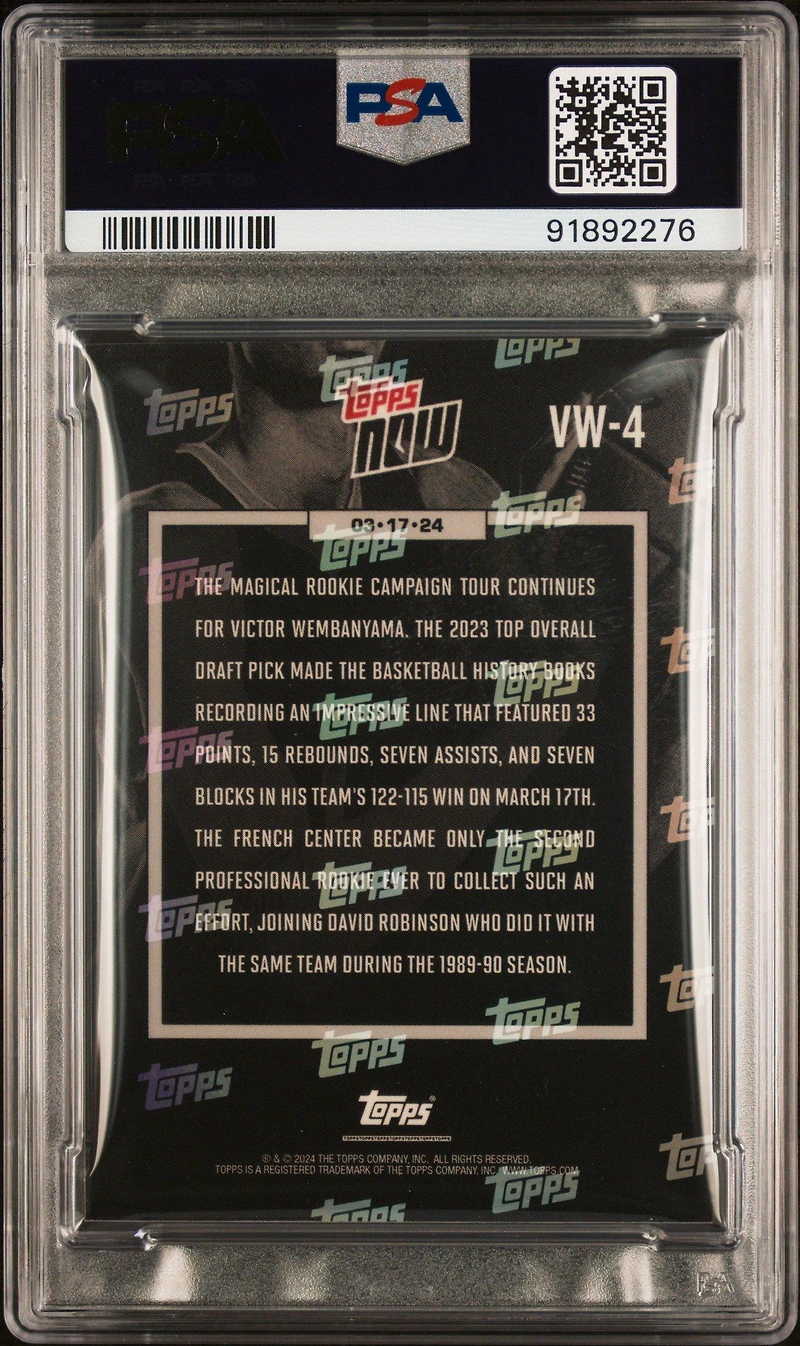 PSA
91892276
TOPPS
TOPPS
TOPPS
TOPPS NOW
VW-4
03•17•24
THE MAGICAL ROOKIE CAMPAIGN TOUR CONTINUES
FOR VICTOR WEMBANYAMA. THE 2023 TOP OVERALL
DRAFT PICK MADE THE BASKETBALL HISTORY BOOKS
RECORDING AN IMPRESSIVE LINE THAT FEATURED 33
POINTS, 15 REBOUNDS, SEVEN ASSISTS, AND SEVEN
BLOCKS IN HIS TEAM'S 122-115 WIN ON MARCH 17TH.
THE FRENCH CENTER BECAME ONLY THE SECOND
PROFESSIONAL ROOKIE EVER TO COLLECT SUCH AN
EFFORT, JOINING DAVID ROBINSON WHO DID IT WITH
THE SAME TEAM DURING THE 1989-90 SEASON.
TOPPS®
® & © 2024 THE TOPPS COMPANY, INC. ALL RIGHTS RESERVED.
TOPPS IS A REGISTERED TRADEMARK OF THE TOPPS COMPANY, INC. WWW.TOPPS.COM
PSA